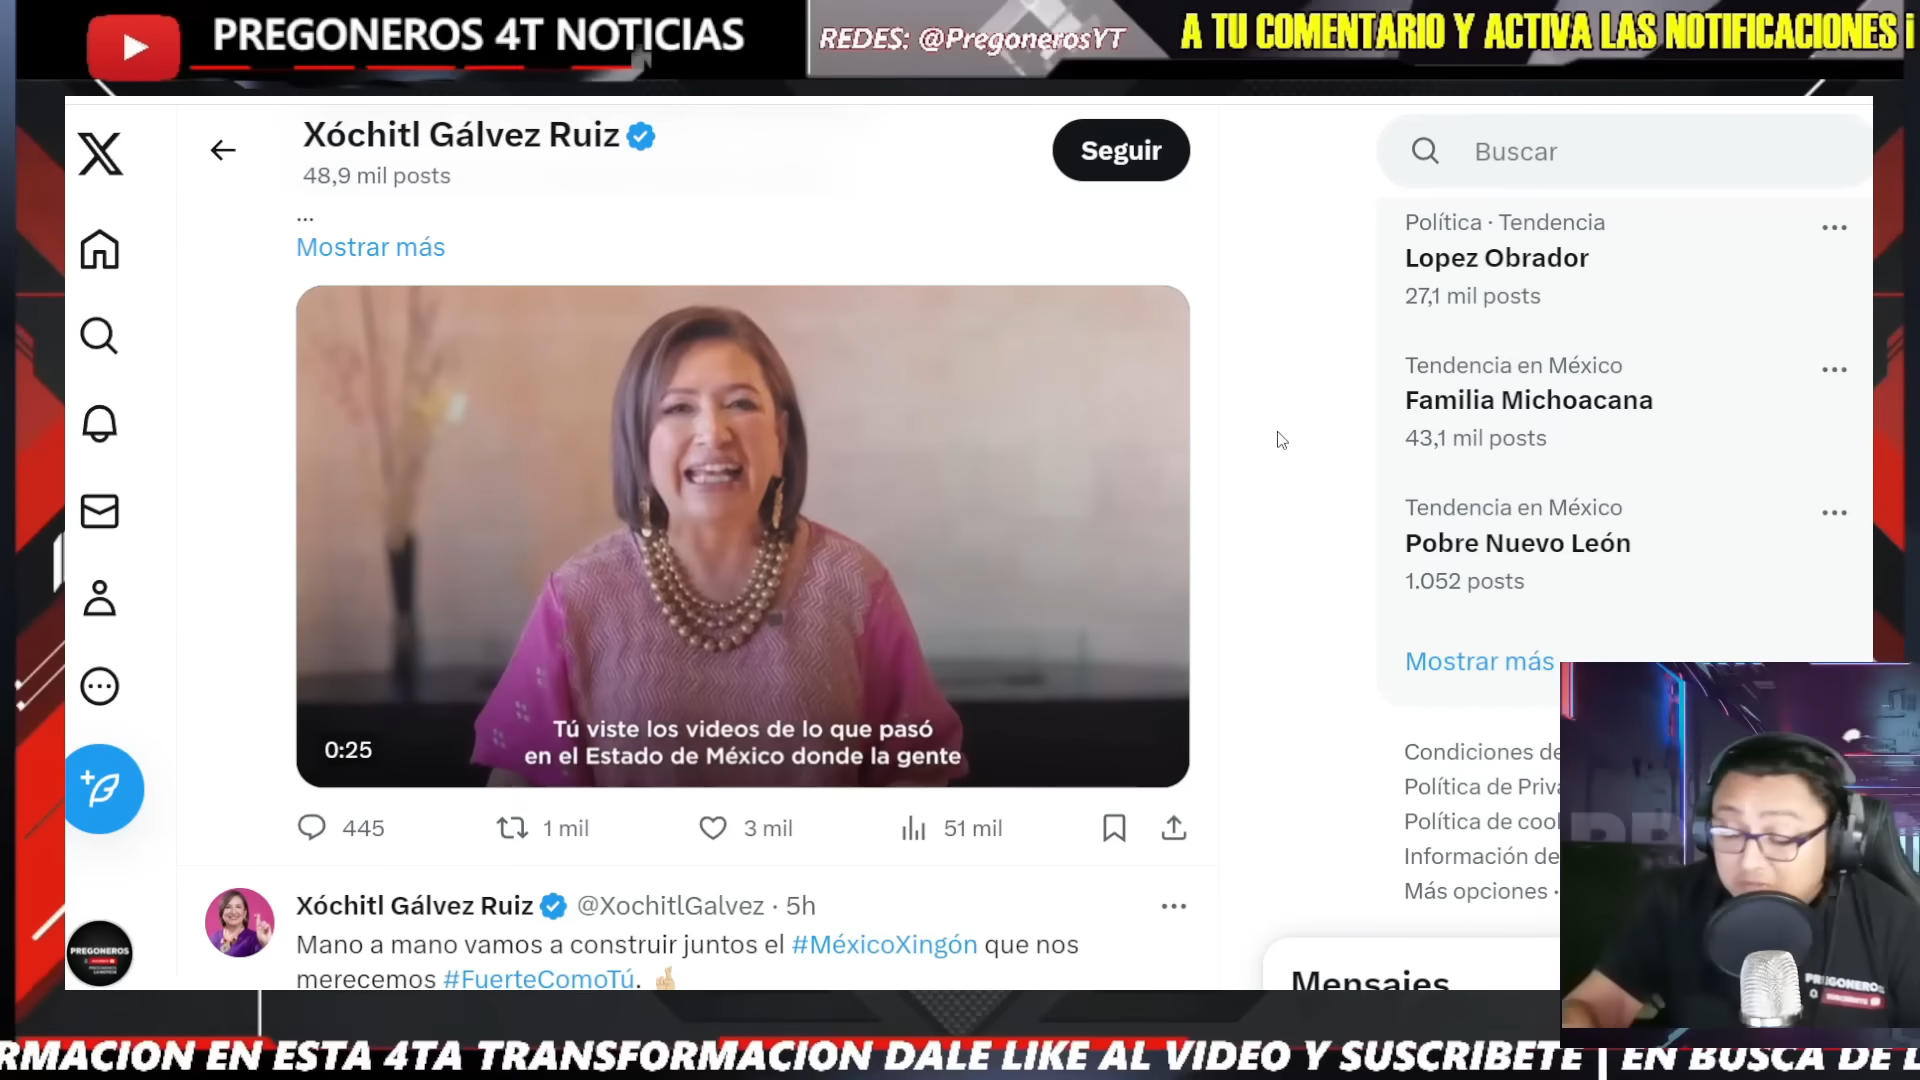 PREGONEROS 4T NOTICIAS
REDES: @PregonerosYT
A TU COMENTARIO Y ACTIVA LAS NOTIFICACIONES ¡
X
Xóchitl Gálvez Ruiz
48,9 mil posts
Seguir
Buscar
...
Mostrar más
Política · Tendencia
Lopez Obrador
27,1 mil posts
Tendencia en México
Familia Michoacana
43,1 mil posts
Tendencia en México
Pobre Nuevo León
1.052 posts
Mostrar más
Tú viste los videos de lo que pasó
en el Estado de México donde la gente
0:25
445
1 mil
3 mil
51 mil
Condiciones de
Política de Priva
Política de cool
Información de
Más opciones ·
Xóchitl Gálvez Ruiz @XochitlGalvez · 5h
Mano a mano vamos a construir juntos el #MéxicoXingón que nos
merecemos #FuerteComoTú.
Mensajes
PREGONEROS
PREGONEROS
RMACION EN ESTA 4TA TRANSFORMACION DALE LIKE AL VIDEO Y SUSCRIBETE | EN BUSCA DE L